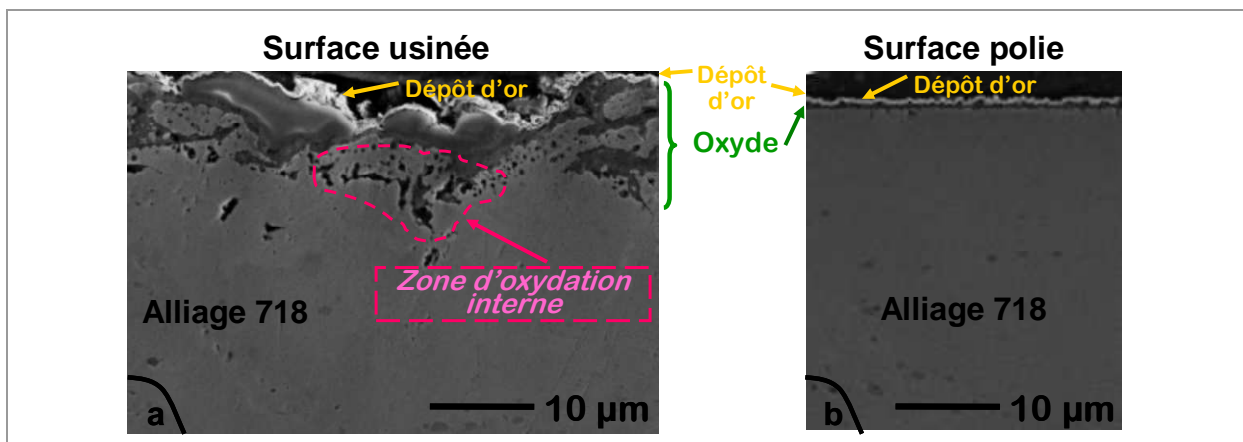 Surface usinée
Surface polie
Dépôt d'or
Dépôt
d'or
Dépôt d'or
Oxyde
Zone d'oxydation
interne
Alliage 718
Alliage 718
a
10 µm
b
10 µm